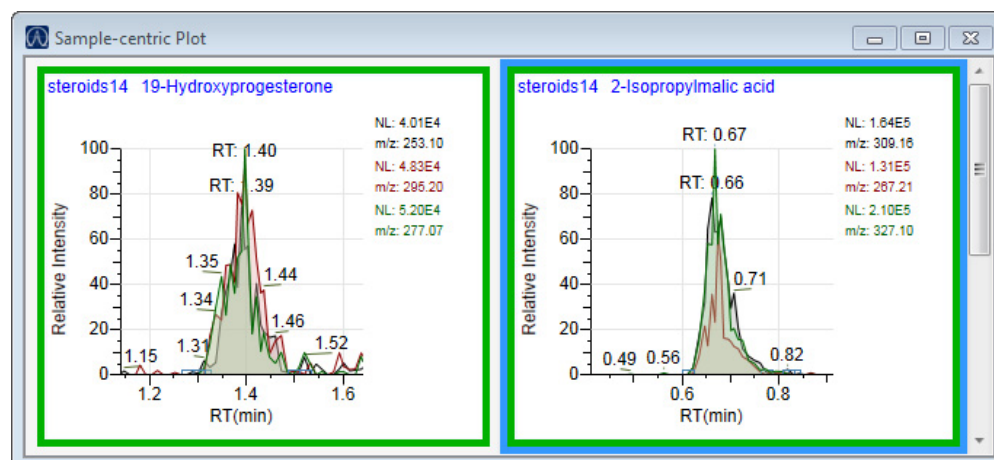 Sample-centric Plot
steroids14 19-Hydroxyprogesterone
NL: 4.01E4
m/z: 253.10
NL: 4.83E4
m/z: 295.20
NL: 5.20E4
m/z: 277.07
RT: 1.40
RT: 1.39
1.35
1.34
1.31
1.15
1.44
1.46
1.52
100
80
60
40
20
0
Relative Intensity
1.2 1.4 1.6
RT(min)
steroids14 2-Isopropylmalic acid
NL: 1.64E5
m/z: 309.16
NL: 1.31E5
m/z: 267.21
NL: 2.10E5
m/z: 327.10
RT: 0.67
RT: 0.66
0.71
0.49
0.56
0.82
100
80
60
40
20
0
Relative Intensity
0.6 0.8
RT(min)